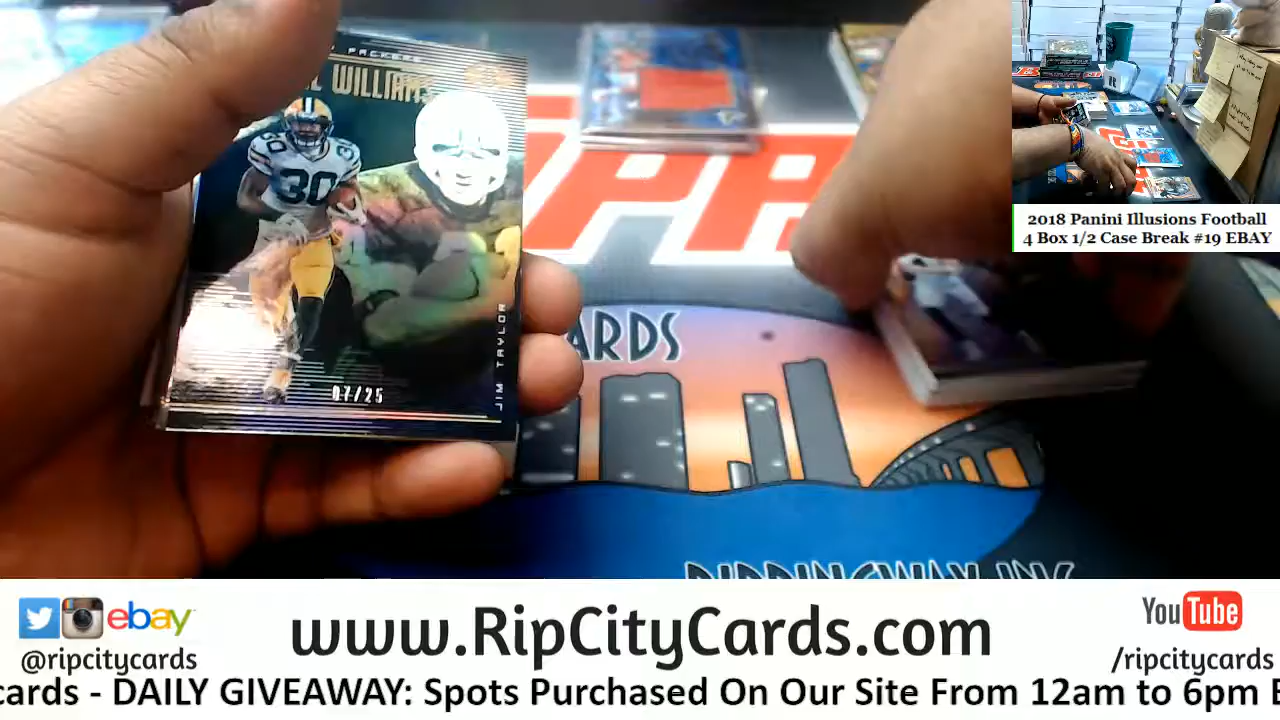 PACKERS
WILLIAMS
30
30
JIM TAYLOR
07/25
ARDS
2018 Panini Illusions Football
4 Box 1/2 Case Break #19 EBAY
ebay
@ripcitycards
www.RipCityCards.com
YouTube
/ripcitycards
cards - DAILY GIVEAWAY: Spots Purchased On Our Site From 12am to 6pm E